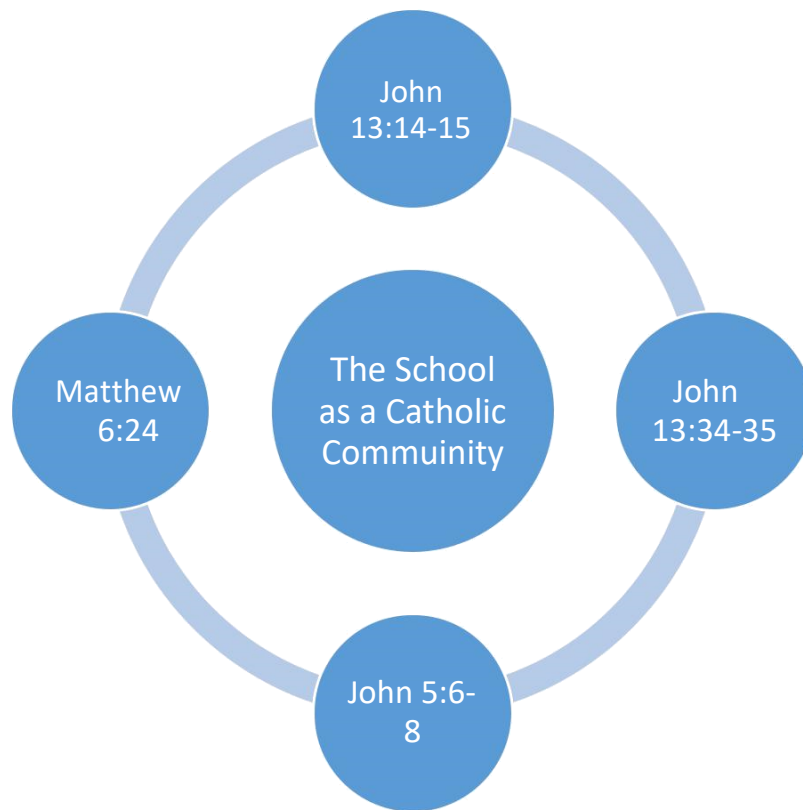 John
13:14-15
Matthew
6:24
The School
as a Catholic
Commuinity
John
13:34-35
John 5:6-
8